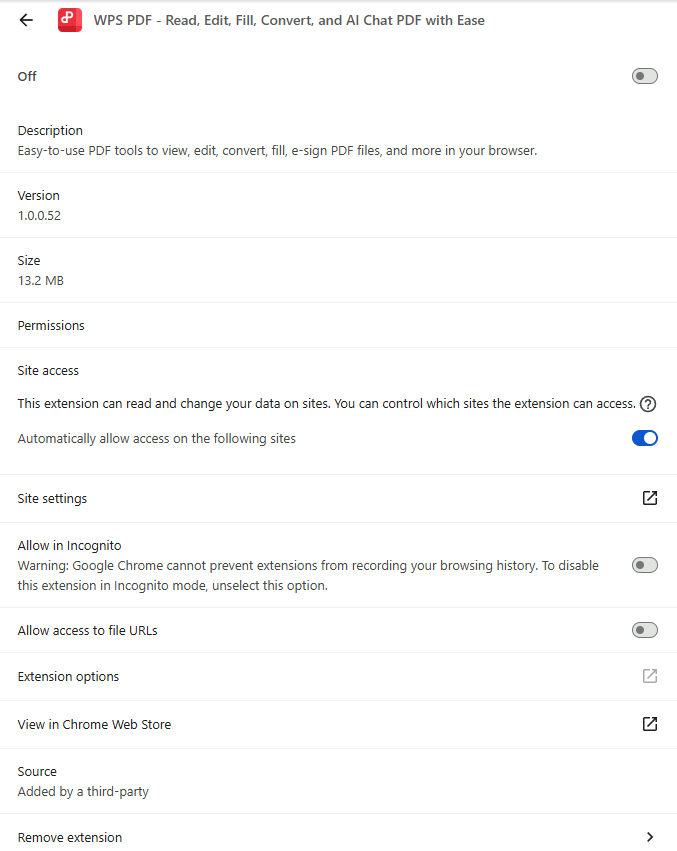 WPS PDF - Read, Edit, Fill, Convert, and AI Chat PDF with Ease
Off
Description
Easy-to-use PDF tools to view, edit, convert, fill, e-sign PDF files, and more in your browser.
Version
1.0.0.52
Size
13.2 MB
Permissions
Site access
This extension can read and change your data on sites. You can control which sites the extension can access.
Automatically allow access on the following sites
Site settings
Allow in Incognito
Warning: Google Chrome cannot prevent extensions from recording your browsing history. To disable
this extension in Incognito mode, unselect this option.
Allow access to file URLs
Extension options
View in Chrome Web Store
Source
Added by a third-party
Remove extension